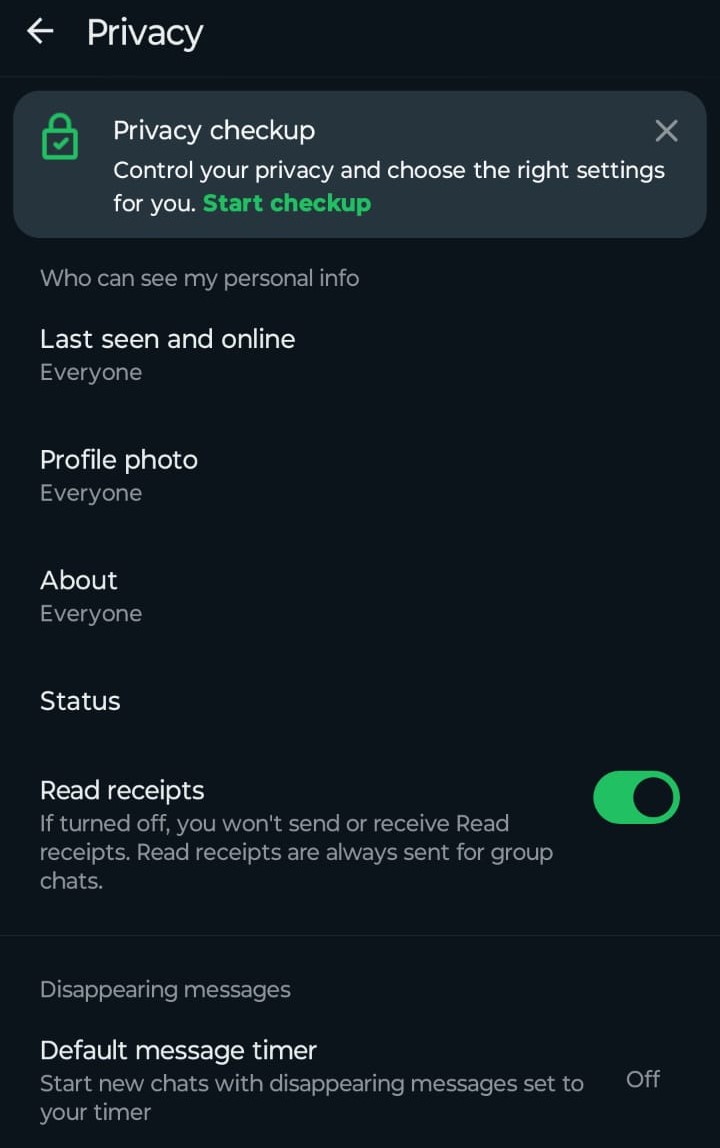 Privacy
Privacy checkup
Control your privacy and choose the right settings
for you. Start checkup
Who can see my personal info
Last seen and online
Everyone
Profile photo
Everyone
About
Everyone
Status
Read receipts
If turned off, you won't send or receive Read
receipts. Read receipts are always sent for group
chats.
Disappearing messages
Default message timer
Start new chats with disappearing messages set to
your timer
Off